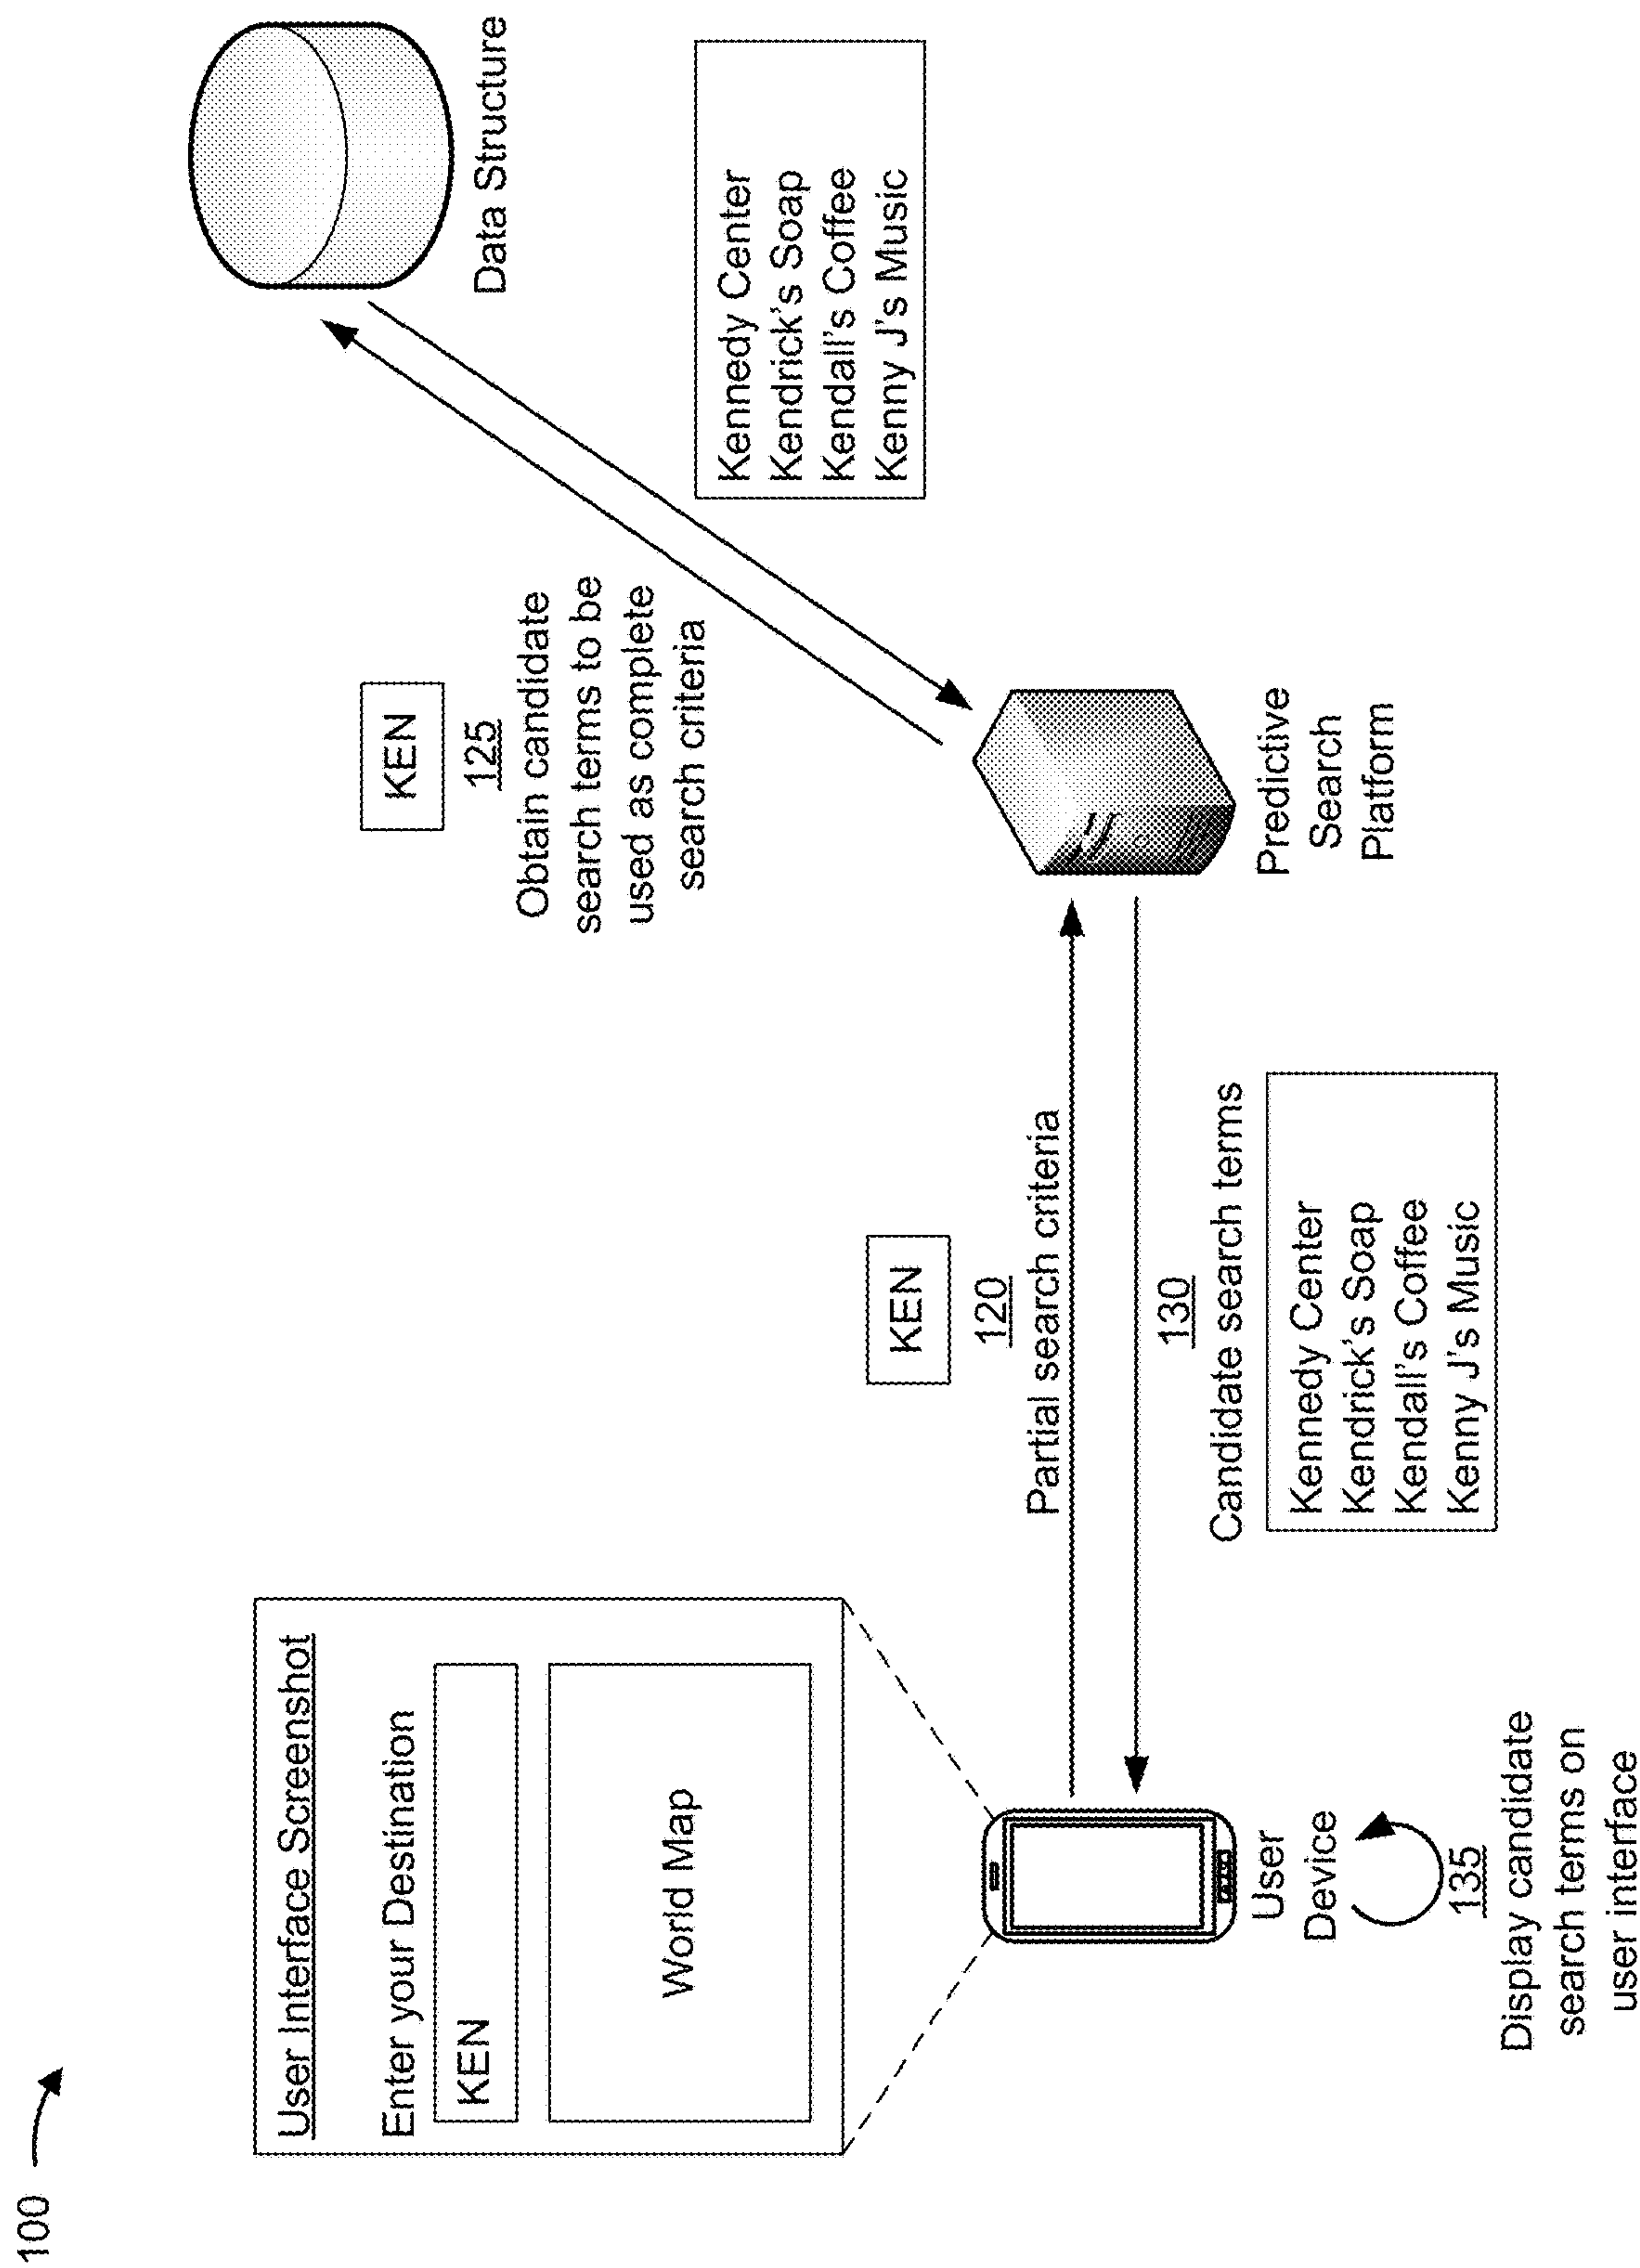 100
User Interface Screenshot
Enter your Destination
KEN
World Map
User
Device
135
Display candidate
search terms on
user interface
KEN
120
Partial search criteria
130
Candidate search terms
Kennedy Center
Kendrick's Soap
Kendall's Coffee
Kenny J's Music
KEN
125
Obtain candidate
search terms to be
used as complete
search criteria
Predictive
Search
Platform
Data Structure
Kennedy Center
Kendrick's Soap
Kendall's Coffee
Kenny J's Music